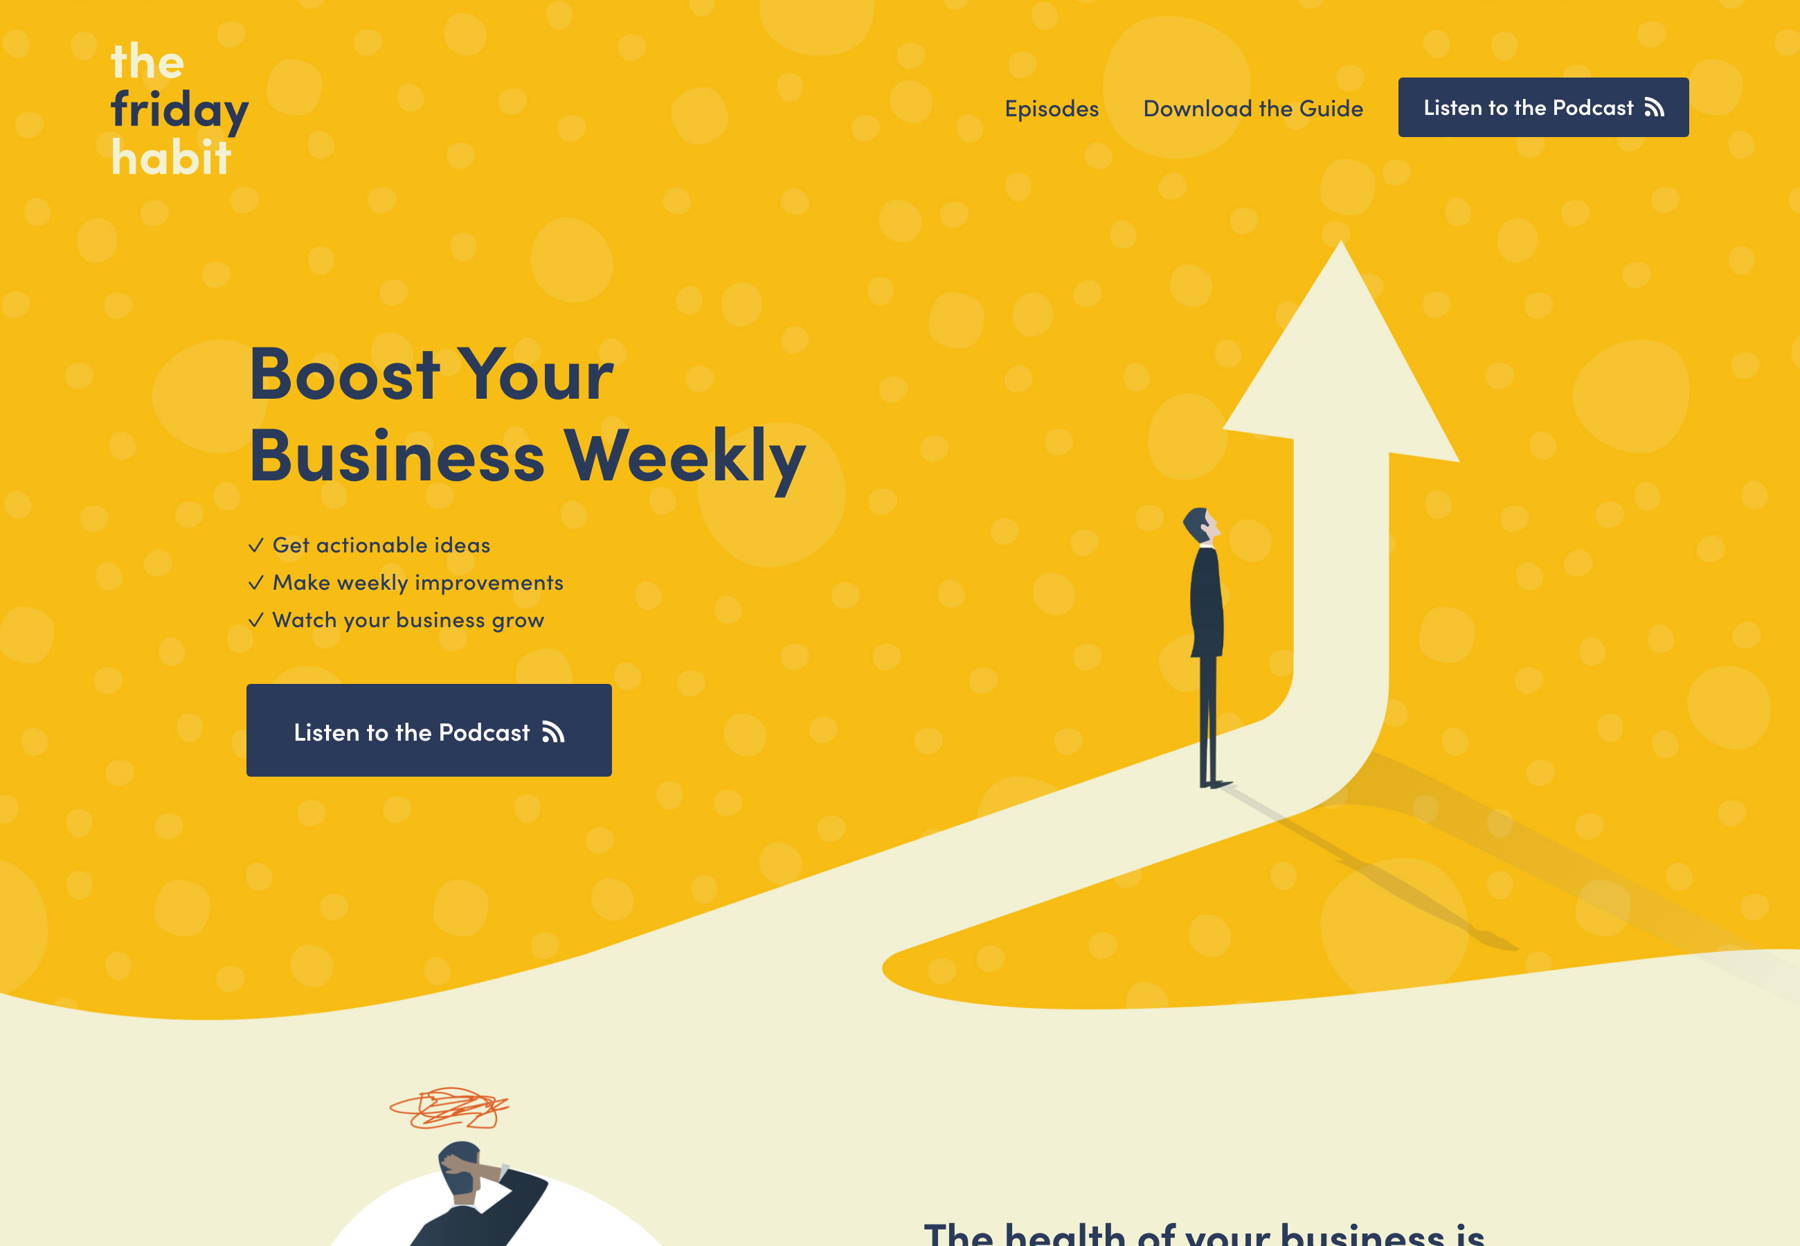 the
friday
habit
Episodes
Download the Guide
Listen to the Podcast
Boost Your
Business Weekly
Get actionable ideas
Make weekly improvements
Watch your business grow
Listen to the Podcast
The health of your business is